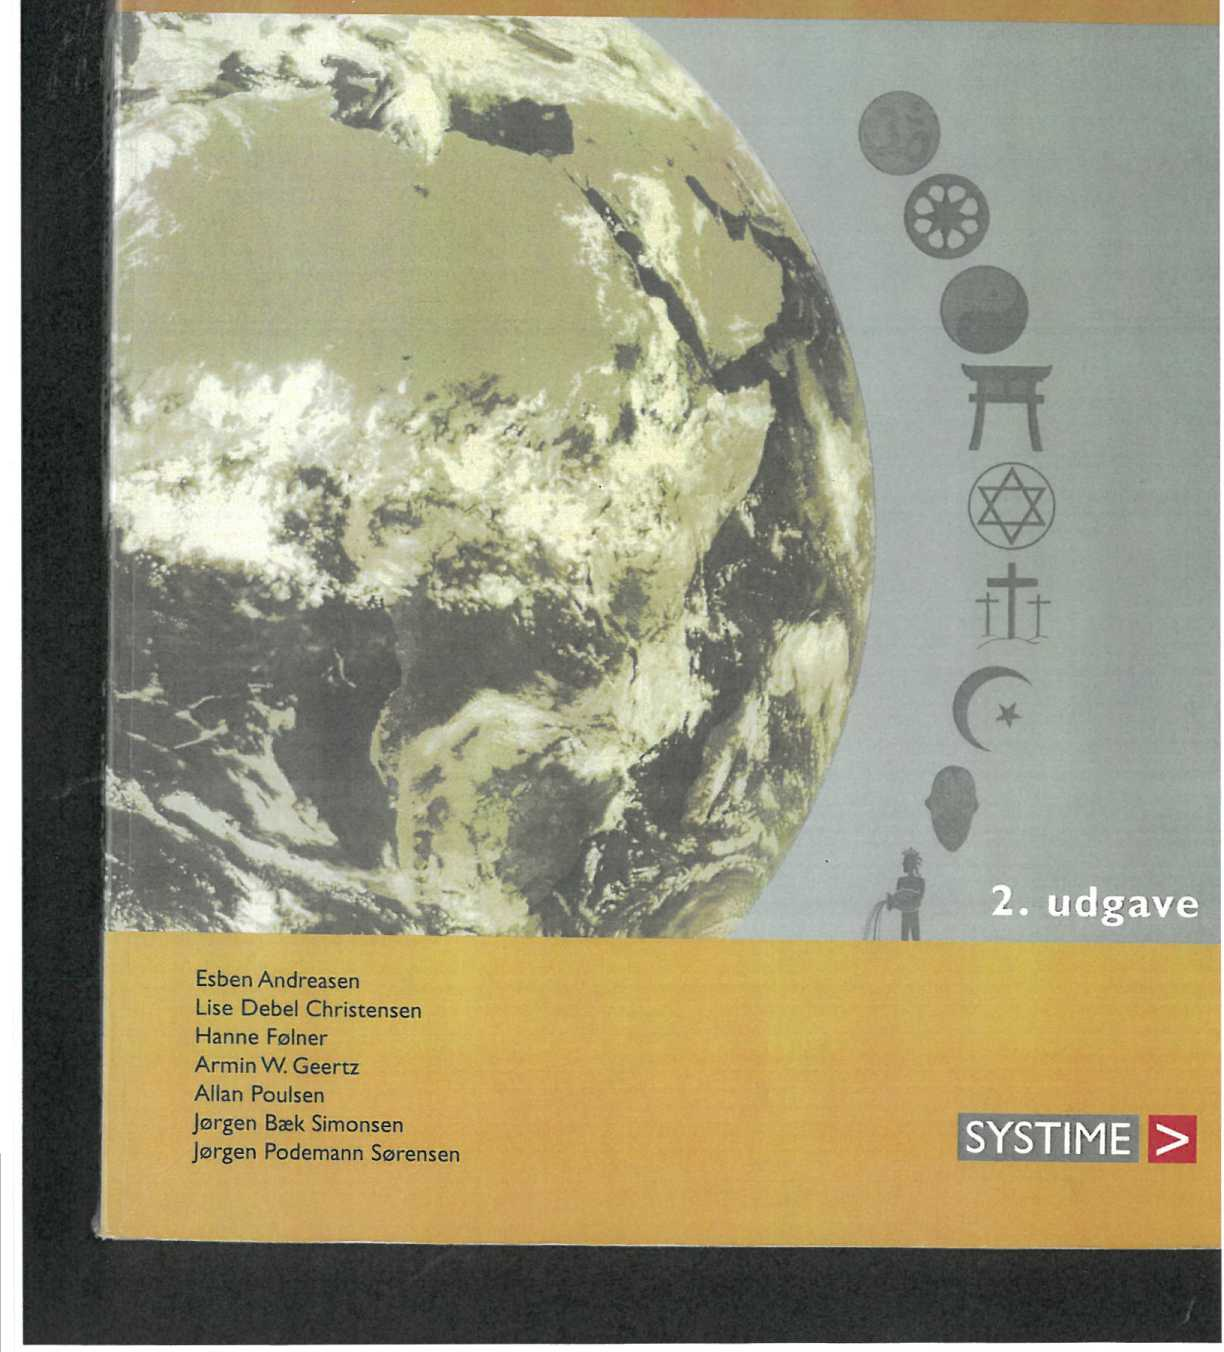 2. udgave
Esben Andreasen
Lise Debel Christensen
Hanne Følner
Armin W. Geertz
Allan Poulsen
Jørgen Bæk Simonsen
Jørgen Podemann Sørensen
SYSTIME >